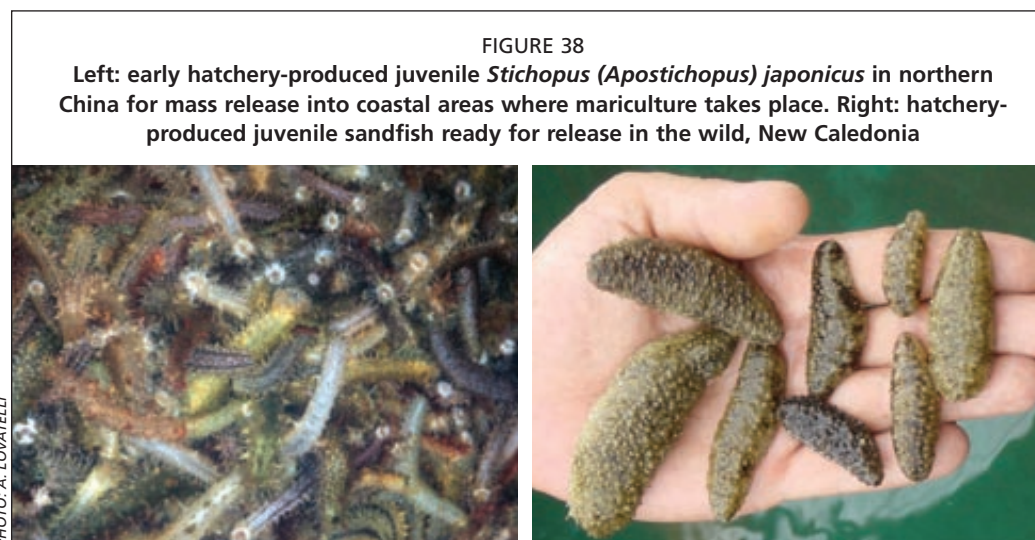 FIGURE 38
Left: early hatchery-produced juvenile Stichopus (Apostichopus) japonicus in northern
China for mass release into coastal areas where mariculture takes place. Right: hatchery-
produced juvenile sandfish ready for release in the wild, New Caledonia
A. LOVATELLI